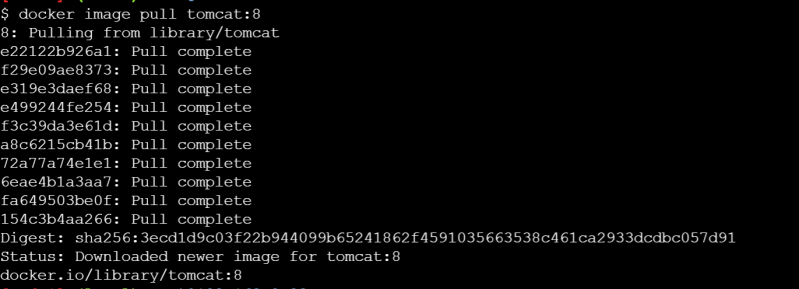 $ docker image pull tomcat:8
8: Pulling from library/tomcat
e22122b926a1: Pull complete
f29e09ae8373: Pull complete
e319e3daef68: Pull complete
e499244fe254: Pull complete
f3c39da3e61d: Pull complete
a8c6215cb41b: Pull complete
72a77a74e1e1: Pull complete
6eae4b1a3aa7: Pull complete
fa649503be0f: Pull complete
154c3b4aa266: Pull complete
Digest: sha256:3ecd1d9c03f22b944099b65241862f4591035663538c461ca2933dcdbc057d91
Status: Downloaded newer image for tomcat:8
docker.io/library/tomcat:8